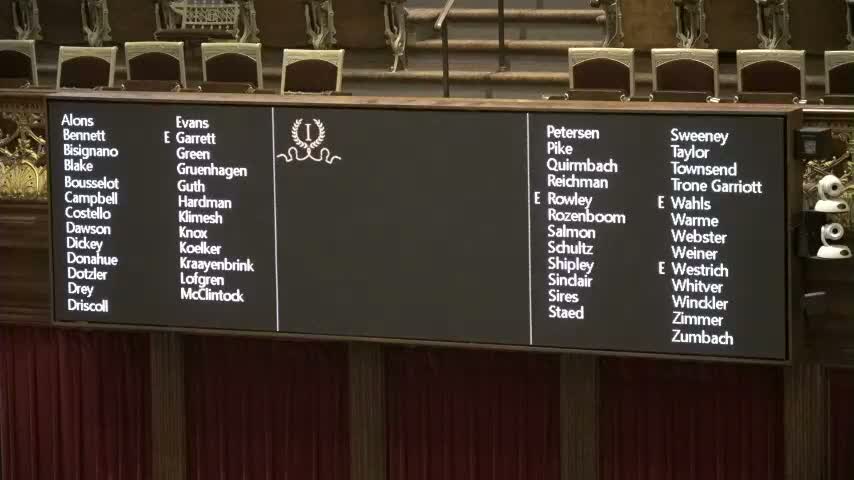 Alons
Bennett
Bisignano
Blake
Bousselot
Campbell
Costello
Dawson
Dickey
Donahue
Dotzler
Drey
Driscoll
Evans
E Garrett
Green
Gruenhagen
Guth
Hardman
Klimesh
Knox
Koelker
Kraayenbrink
Lofgren
McClintock
I
Petersen
Pike
Quirmbach
Reichman
E Rowley
Rozenboom
Salmon
Schultz
Shipley
Sinclair
Sires
Staed
Sweeney
Taylor
Townsend
Trone Garriott
E Wahls
Warme
Webster
Weiner
E Westrich
Whitver
Winckler
Zimmer
Zumbach